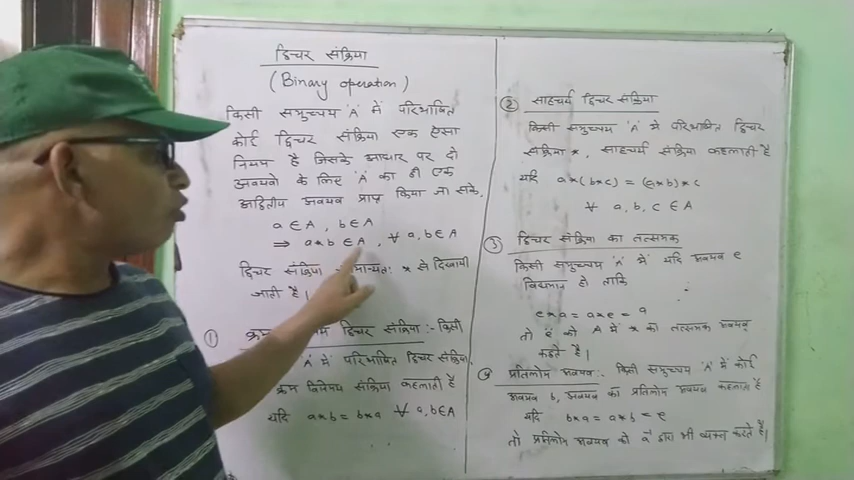 द्विचर संक्रिया
(Binary operation)
किसी समुच्चय 'A' में परिभाषित
कोई द्विचर संक्रिया एक ऐसा
नियम है जिसके आधार पर दो
अवयवो के लिए 'A' का ही एक
अद्वितीय अवयव प्राप्त किया जा सके,
a ∈ A , b ∈ A
⇒ a*b ∈ A , ∀ a, b ∈ A
द्विचर संक्रिया : * से दिखायी
जाती है।
① क्रम द्विचर संक्रिया :- किसी
'A' में परिभाषित द्विचर संक्रिया
क्रम विनिमय संक्रिया कहलाती है
यदि a*b = b*a ∀ a, b ∈ A
② साहचर्य द्विचर संक्रिया
किसी समुच्चय 'A' में परिभाषित द्विचर
संक्रिया *, साहचर्य संक्रिया कहलाती है
यदि a*(b*c) = (a*b)*c
∀ a, b, c ∈ A
③ द्विचर संक्रिया का तत्समक
किसी समुच्चय 'A' में यदि अवयव e
विद्यमान हो ताकि
e*a = a*e = a
तो 'e' को A में * का तत्समक अवयव
कहते है।
④ प्रतिलोम अवयव :- किसी समुच्चय 'A' में कोई
अवयव b, अवयव का प्रतिलोम अवयव कहलाता है
यदि b*a = a*b = e
तो प्रतिलोम अवयव को a⁻¹ द्वारा भी व्यक्त करते है।